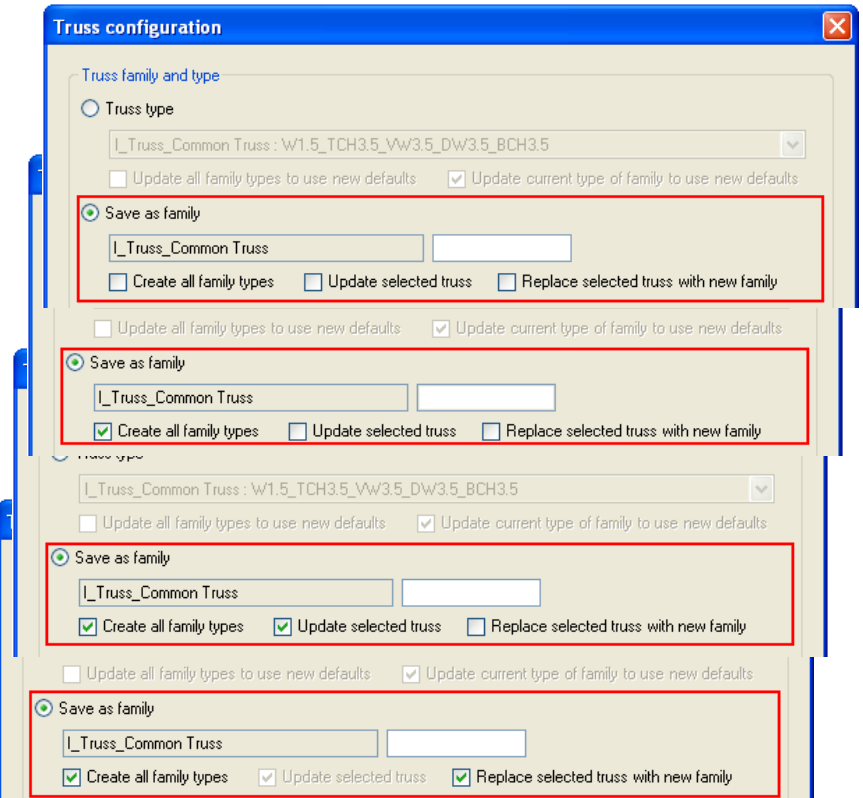 Truss configuration
Truss family and type
Truss type
I_Truss_Common Truss : W1.5_TCH3.5_VW3.5_DW3.5_BCH3.5
Update all family types to use new defaults Update current type of family to use new defaults
Save as family
I_Truss_Common Truss
Create all family types Update selected truss Replace selected truss with new family
Update all family types to use new defaults Update current type of family to use new defaults
Save as family
I_Truss_Common Truss
Create all family types Update selected truss Replace selected truss with new family
Truss type
I_Truss_Common Truss : W1.5_TCH3.5_VW3.5_DW3.5_BCH3.5
Update all family types to use new defaults Update current type of family to use new defaults
Save as family
I_Truss_Common Truss
Create all family types Update selected truss Replace selected truss with new family
Update all family types to use new defaults Update current type of family to use new defaults
Save as family
I_Truss_Common Truss
Create all family types Update selected truss Replace selected truss with new family